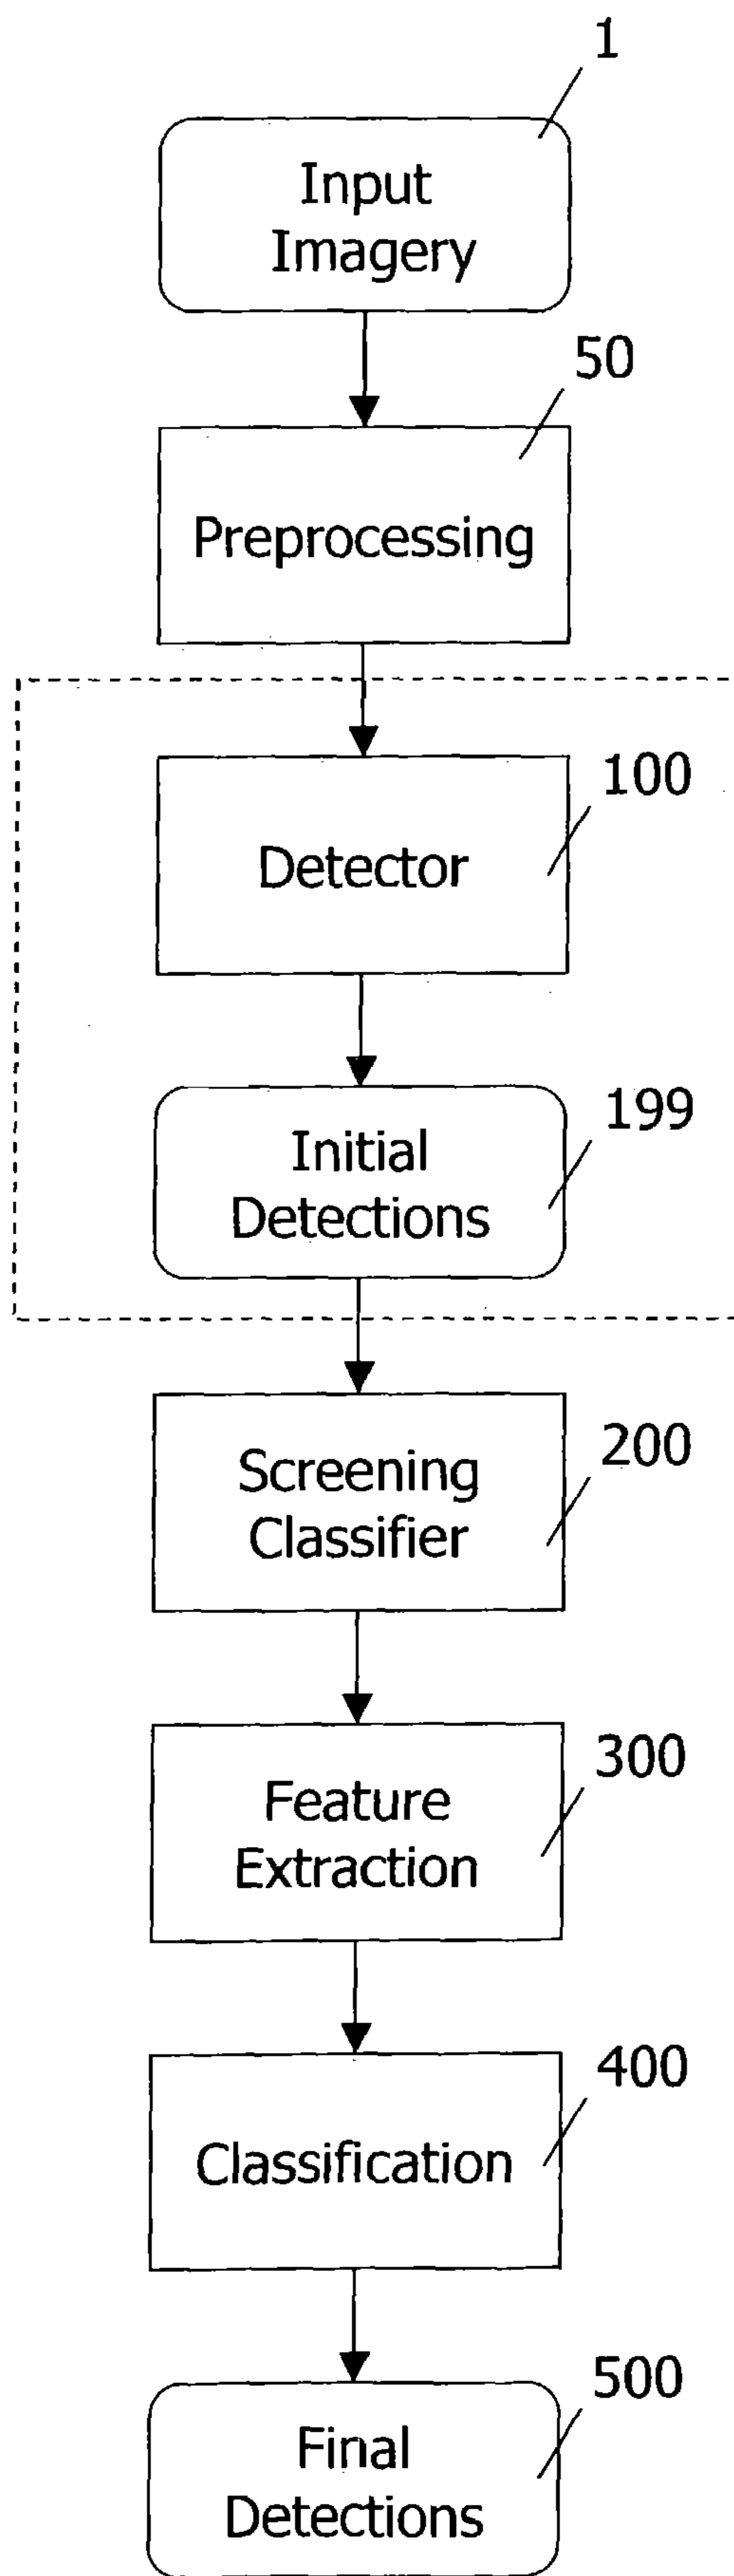 1
Input
Imagery
50
Preprocessing
100
Detector
199
Initial
Detections
200
Screening
Classifier
300
Feature
Extraction
400
Classification
500
Final
Detections